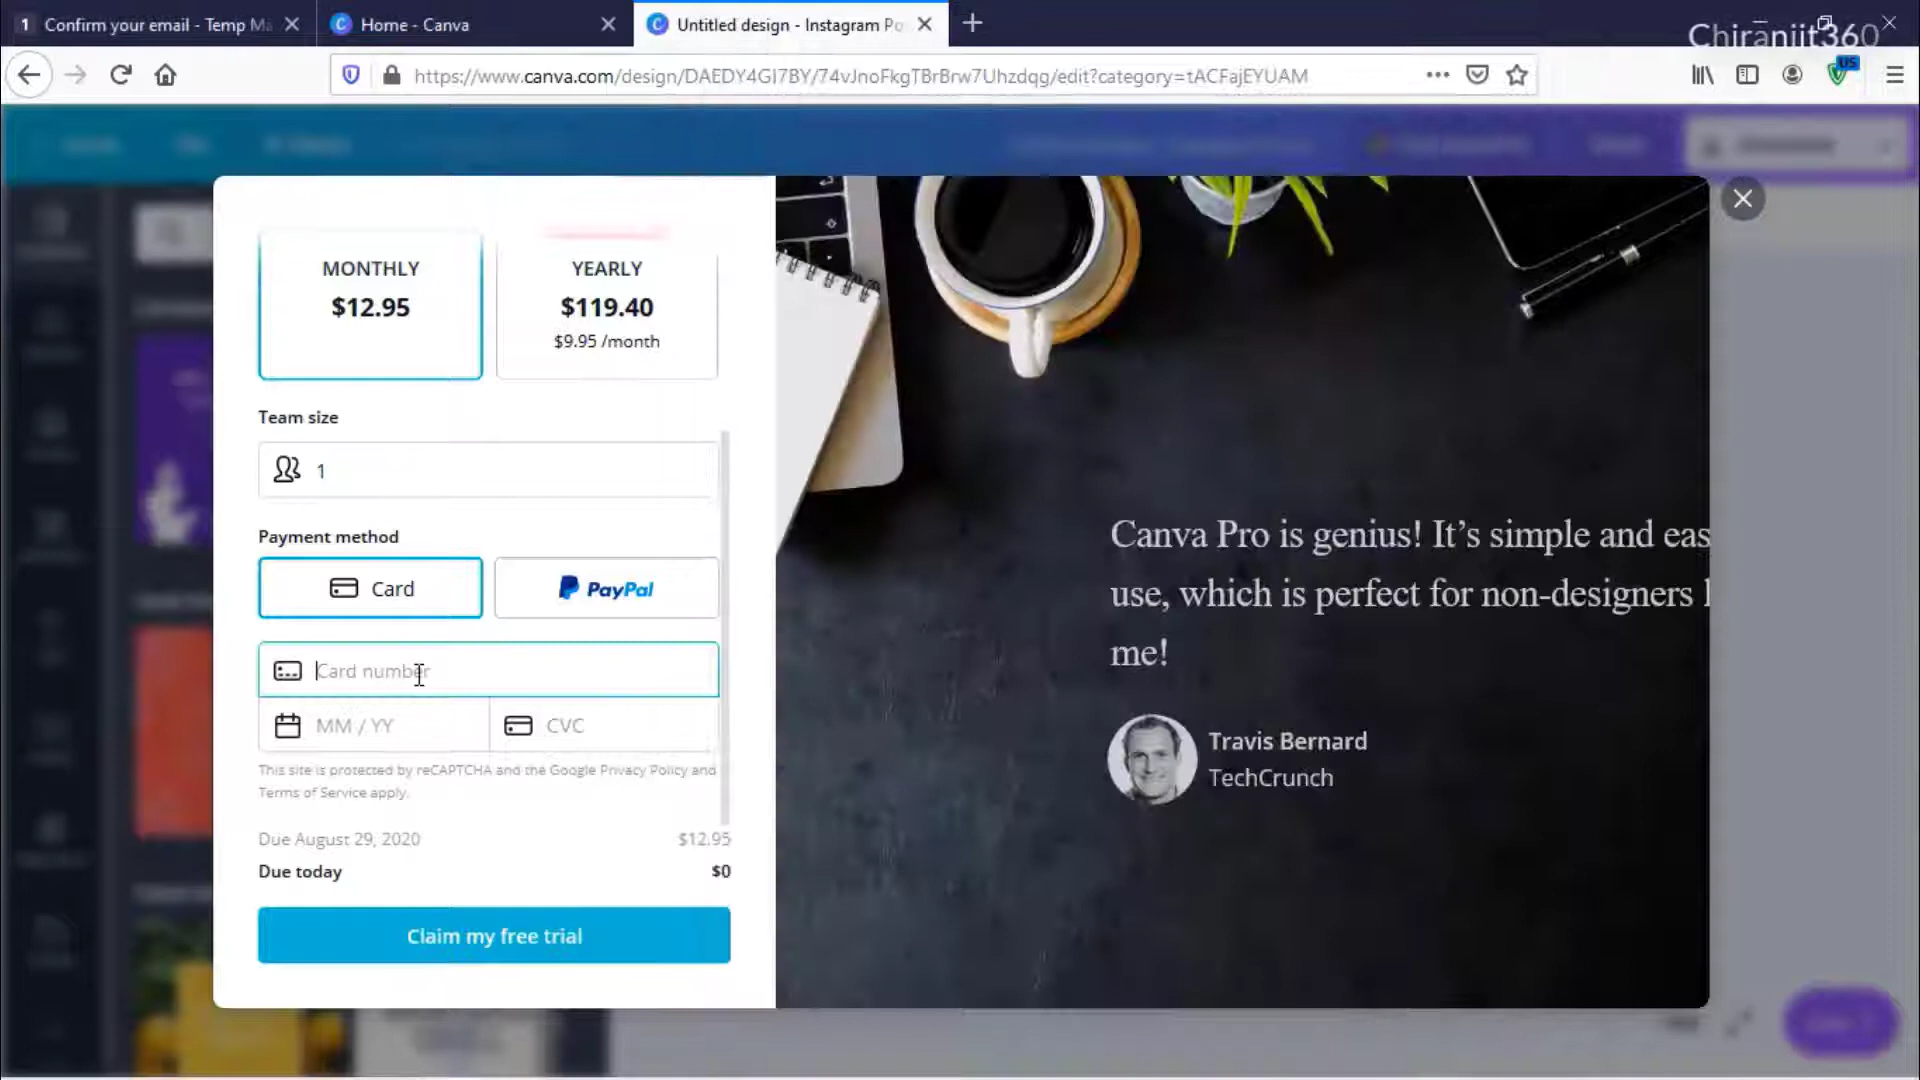 1 Confirm your email - Temp Ma
Home - Canva
Untitled design - Instagram Po
Chiranjit360
https://www.canva.com/design/DAEDY4GI7BY/74vJnoFkgTBrBrw7Uhzdqg/edit?category=tACFajEYUAM
US
MONTHLY
$12.95
YEARLY
$119.40
$9.95 /month
Team size
1
Payment method
Card
PayPal
Card number
MM / YY
CVC
This site is protected by reCAPTCHA and the Google Privacy Policy and
Terms of Service apply.
Due August 29, 2020 $12.95
Due today $0
Claim my free trial
Canva Pro is genius! It’s simple and eas
use, which is perfect for non-designers l
me!
Travis Bernard
TechCrunch